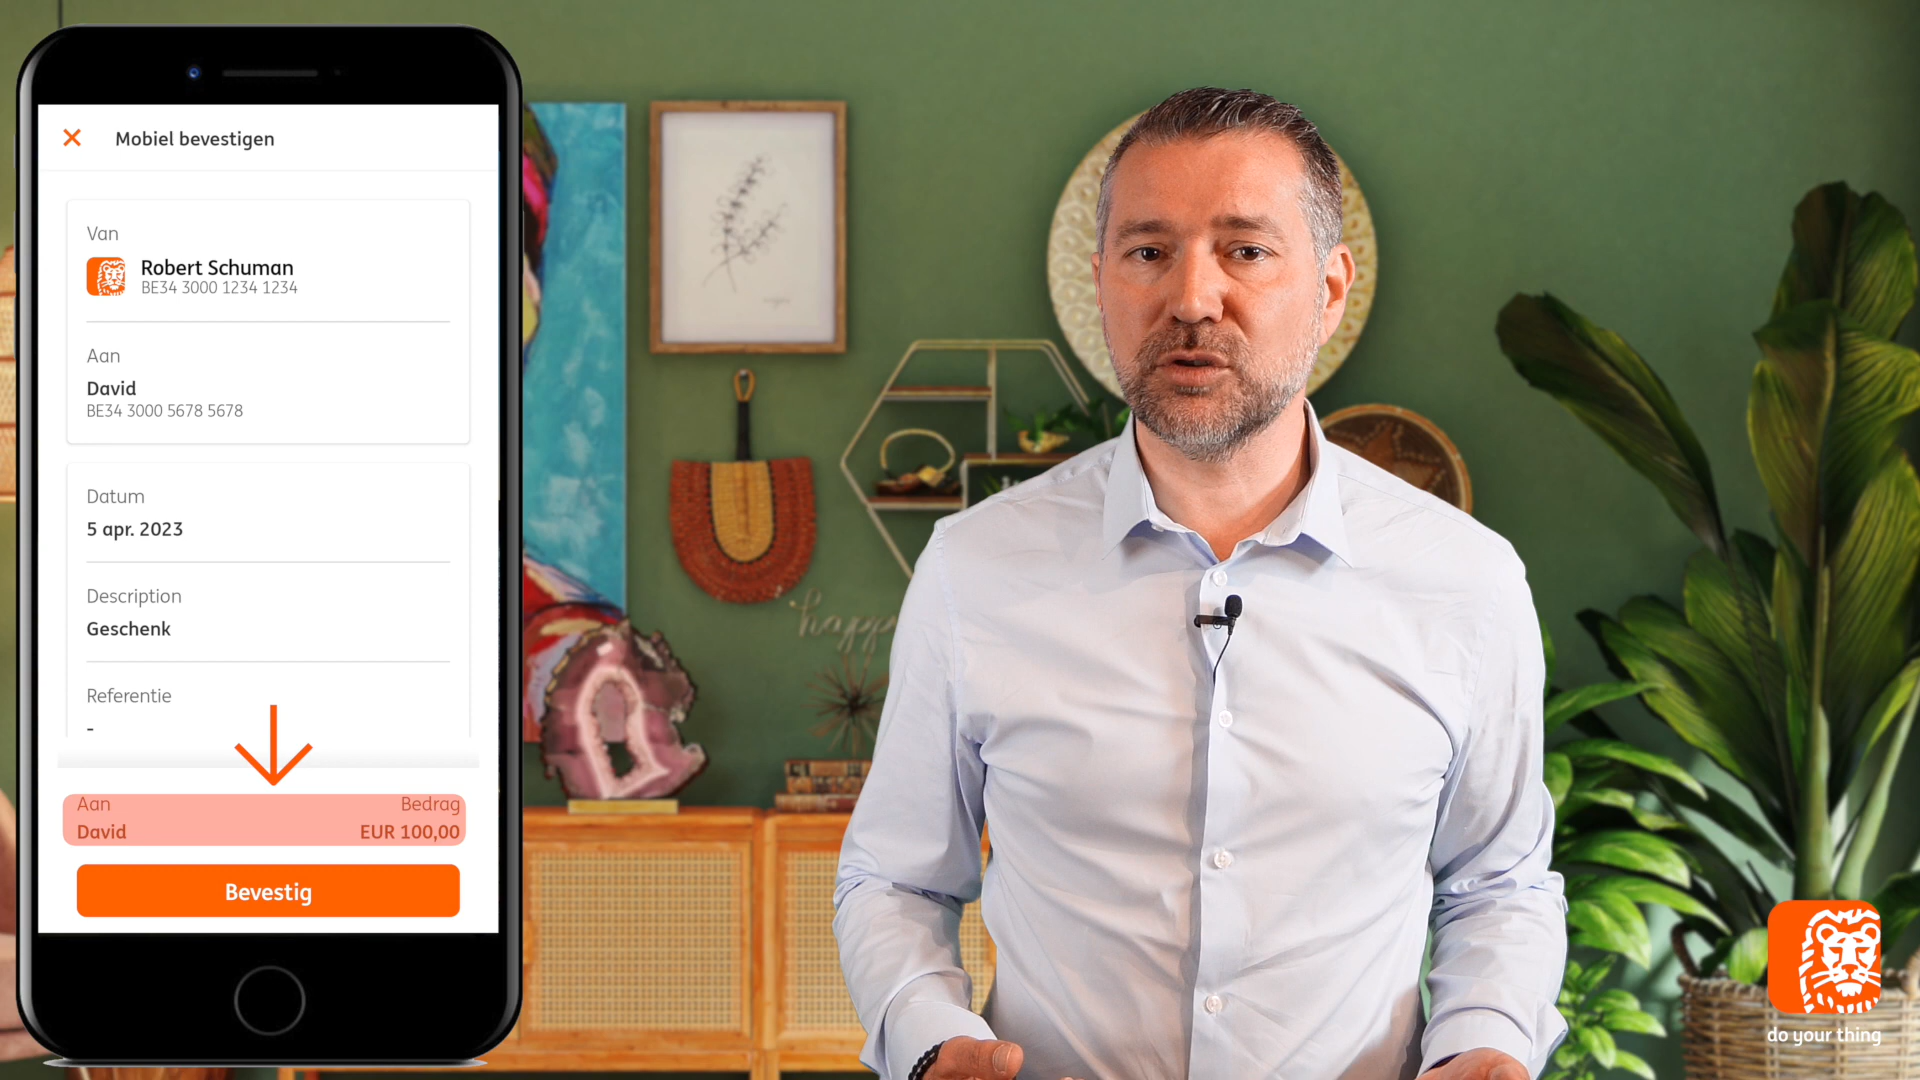 Mobiel bevestigen
Van
Robert Schuman
BE34 3000 1234 1234
Aan
David
BE34 3000 5678 5678
Datum
5 apr. 2023
Description
Geschenk
Referentie
-
Aan Bedrag
David EUR 100,00
Bevestig
happy
do your thing